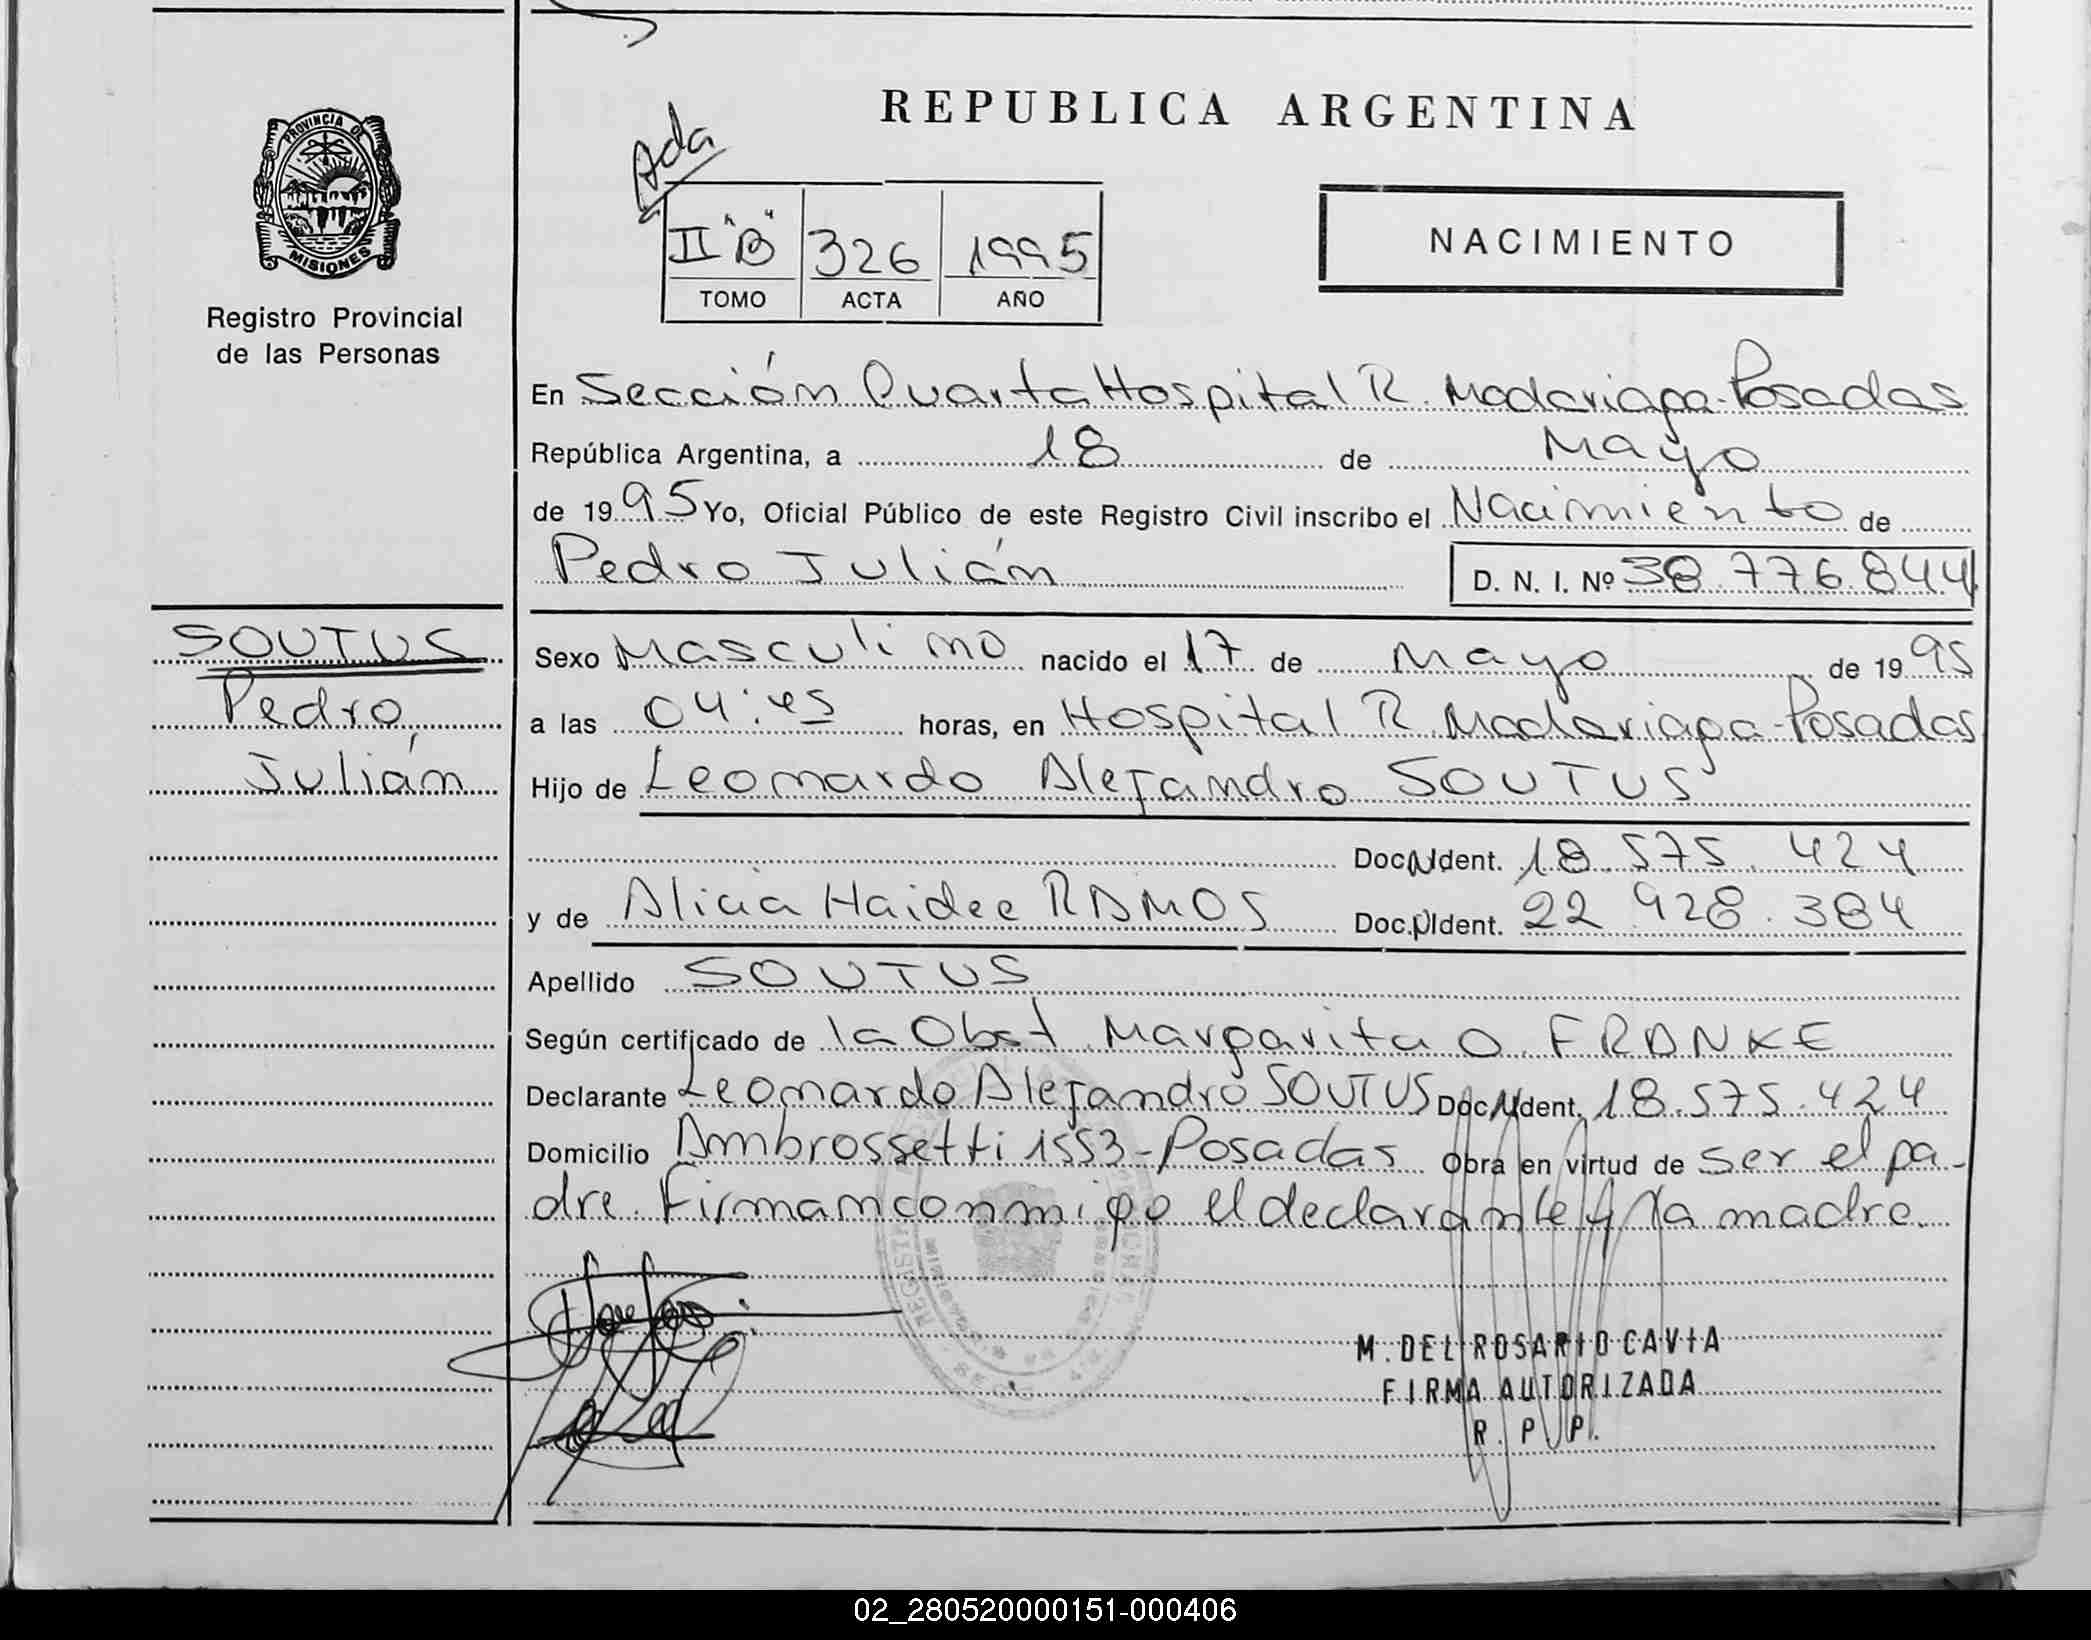 PROVINCIA DE
MISIONES
Registro Provincial
de las Personas
SOUTUS
Pedro
Julián
REPUBLICA ARGENTINA
Ada
II "B" 326 1995
TOMO ACTA AÑO
NACIMIENTO
En Sección Cuarta Hospital R. Madariaga-Posadas
República Argentina, a 18 de Mayo
de 1995 Yo, Oficial Público de este Registro Civil inscribo el Nacimiento de
Pedro Julián D. N. I. Nº 38.776.844
Sexo Masculino nacido el 17 de Mayo de 1995
a las 04:45 horas, en Hospital R. Madariaga-Posadas
Hijo de Leonardo Alejandro SOUTUS
Doc.N.Ident. 18.575.424
y de Alicia Haidee RAMOS Doc.N.Ident. 22.928.384
Apellido SOUTUS
Según certificado de la Obst. Margarita O. FRANKE
Declarante Leonardo Alejandro SOUTUS Doc.N.Ident. 18.575.424
Domicilio Ambrossetti 1553-Posadas Obra en virtud de ser el pa-
dre. Firman conmigo el declarante y la madre.
M. DEL ROSARIO CAVIA
FIRMA AUTORIZADA
R. P. P.
02_280520000151-000406